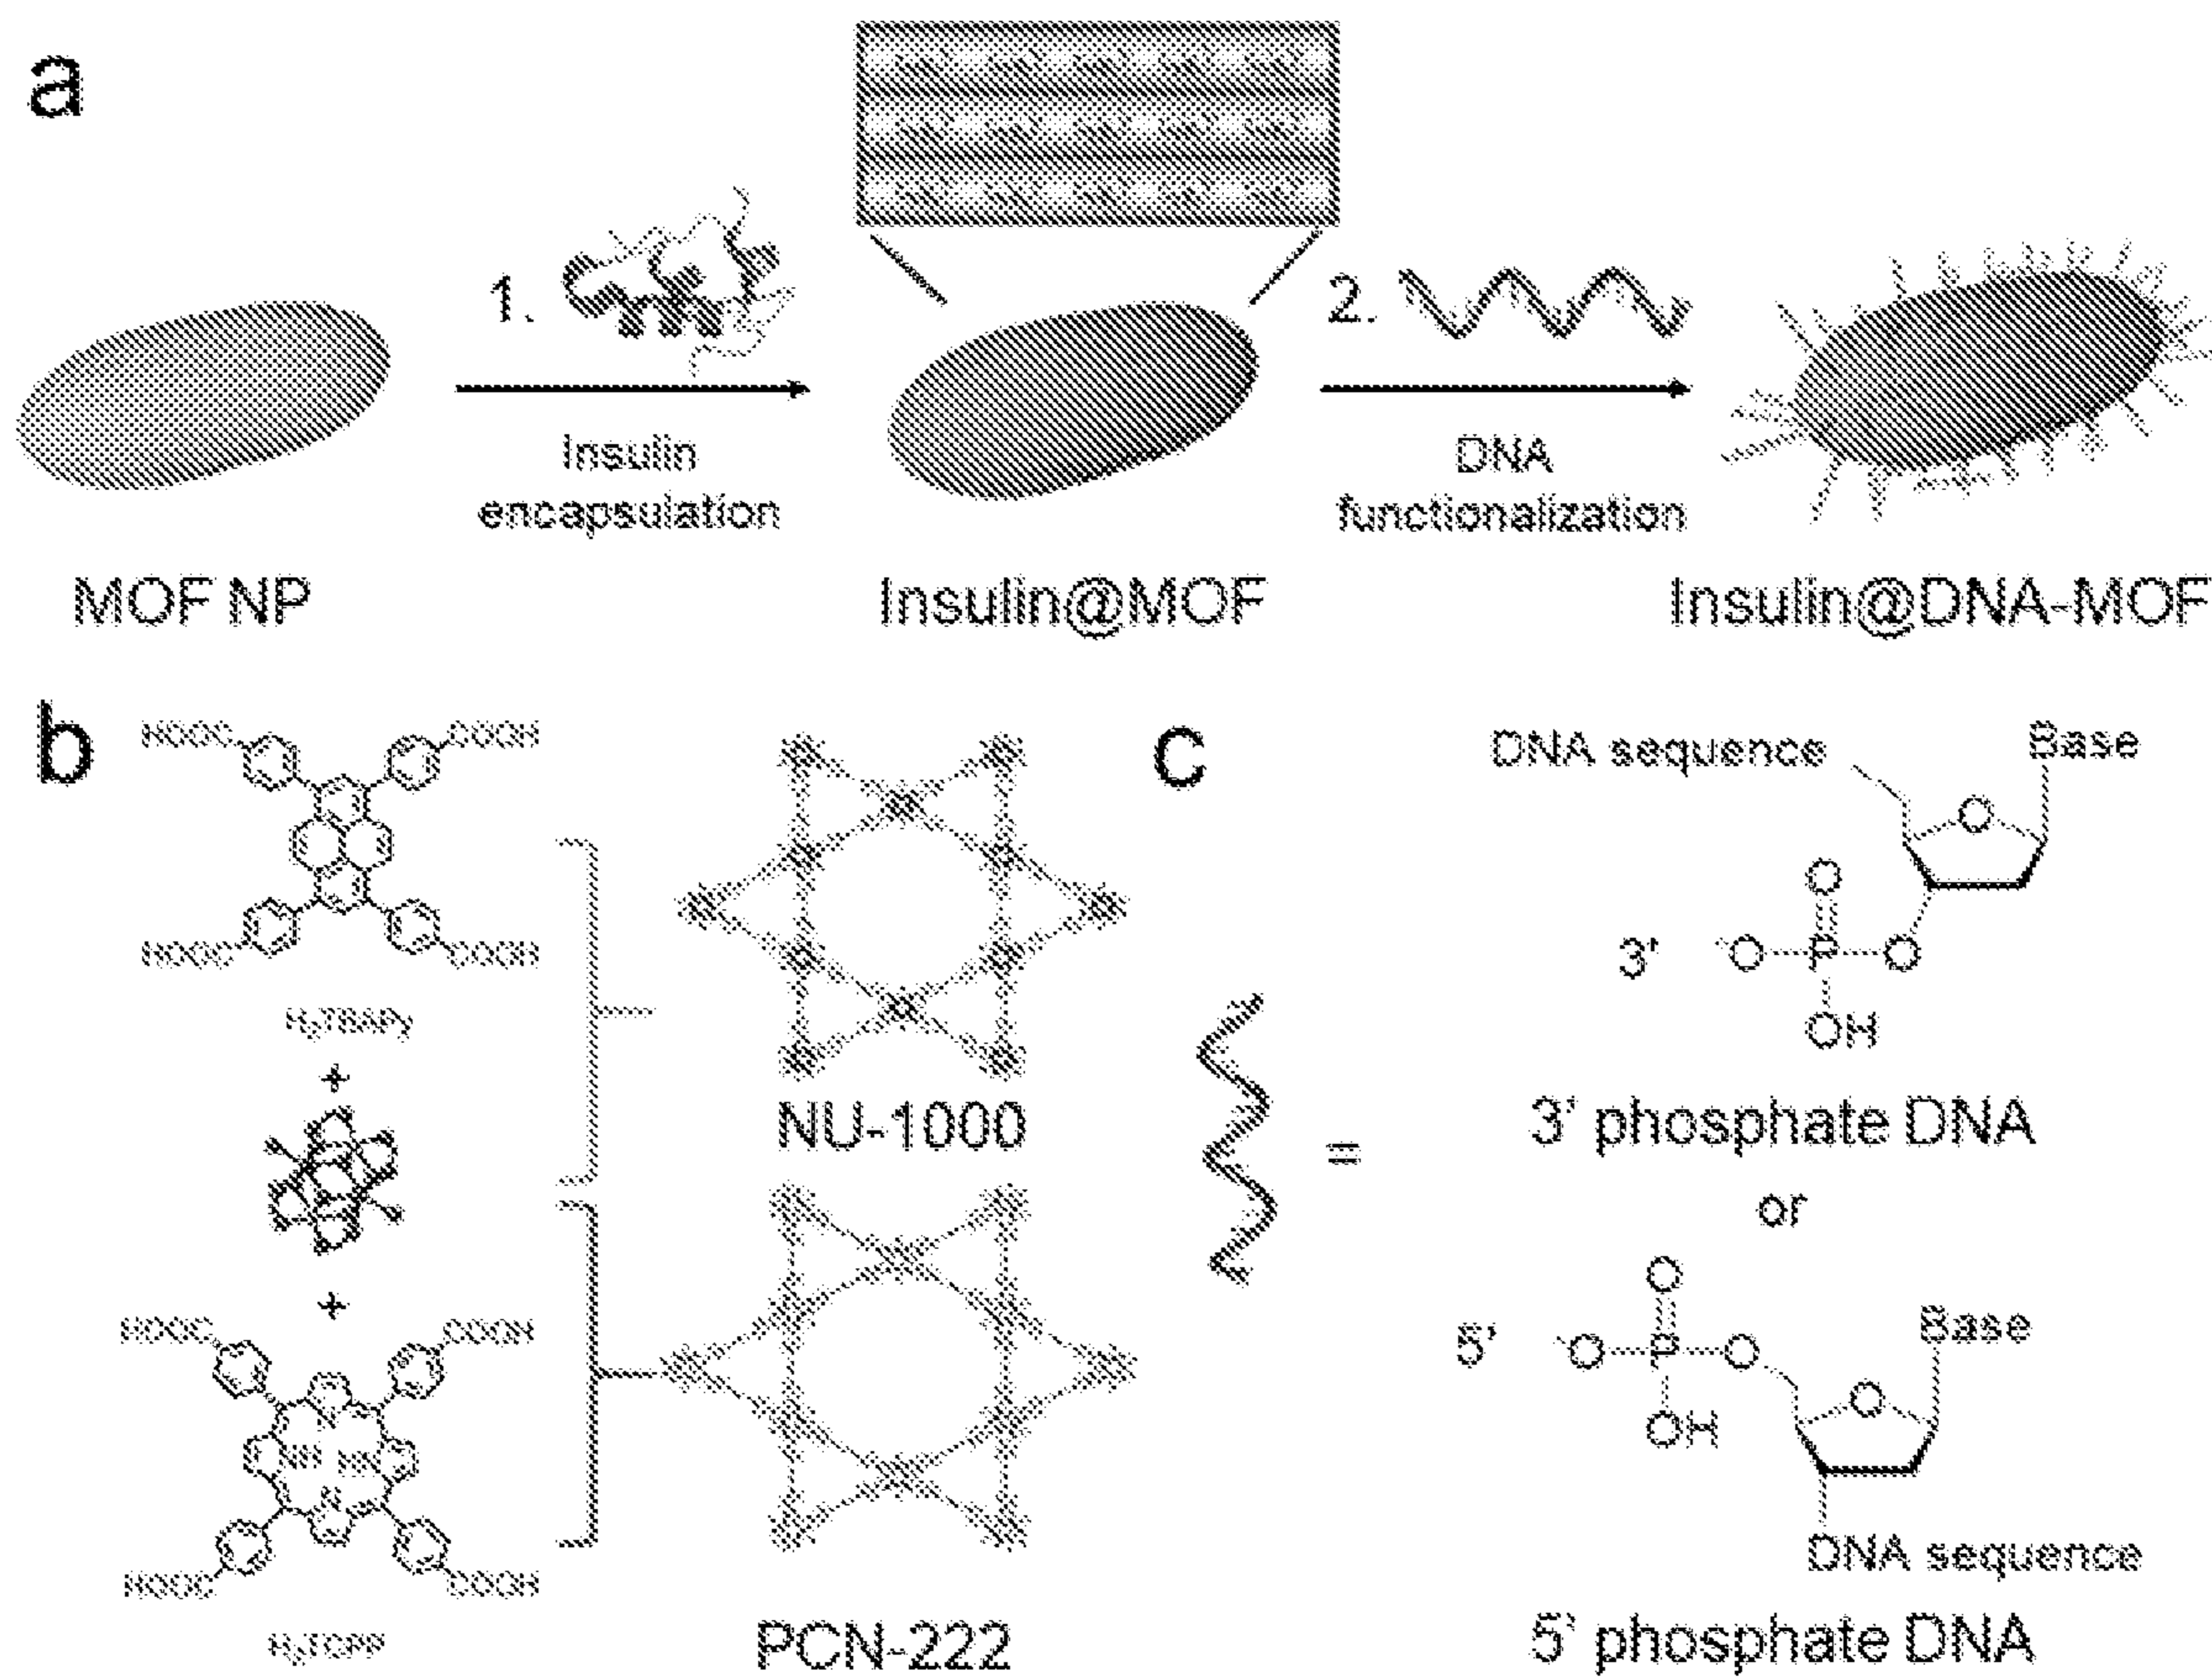 a
1.
2.
Insulin
encapsulation
DNA
functionalization
MOF NP
Insulin@MOF
Insulin@DNA-MOF
b
HOOC
COOH
HOOC
COOH
+
+
HOOC
COOH
N
NH
HN
N
HOOC
COOH
NU-1000
PCN-222
c
DNA sequence
Base
O
O
3'
-O
P
O
OH
3' phosphate DNA
or
=
O
5'
-O
P
O
Base
O
OH
DNA sequence
5' phosphate DNA